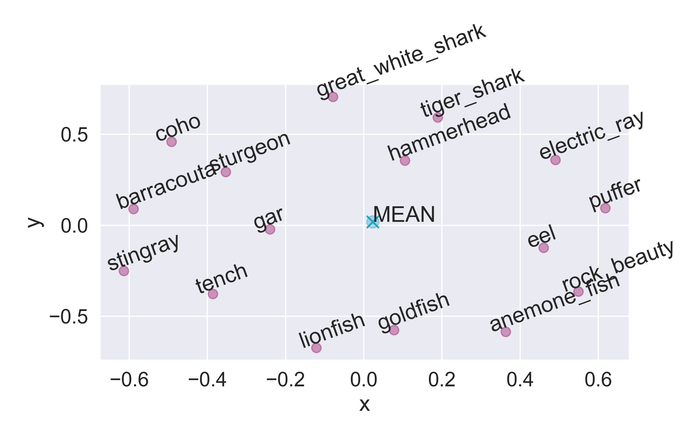 great_white_shark
tiger_shark
hammerhead
coho
sturgeon
electric_ray
barracouta
puffer
gar
MEAN
stingray
eel
tench
rock_beauty
anemone_fish
lionfish
goldfish
y
0.5
0.0
−0.5
−0.6 −0.4 −0.2 0.0 0.2 0.4 0.6
x